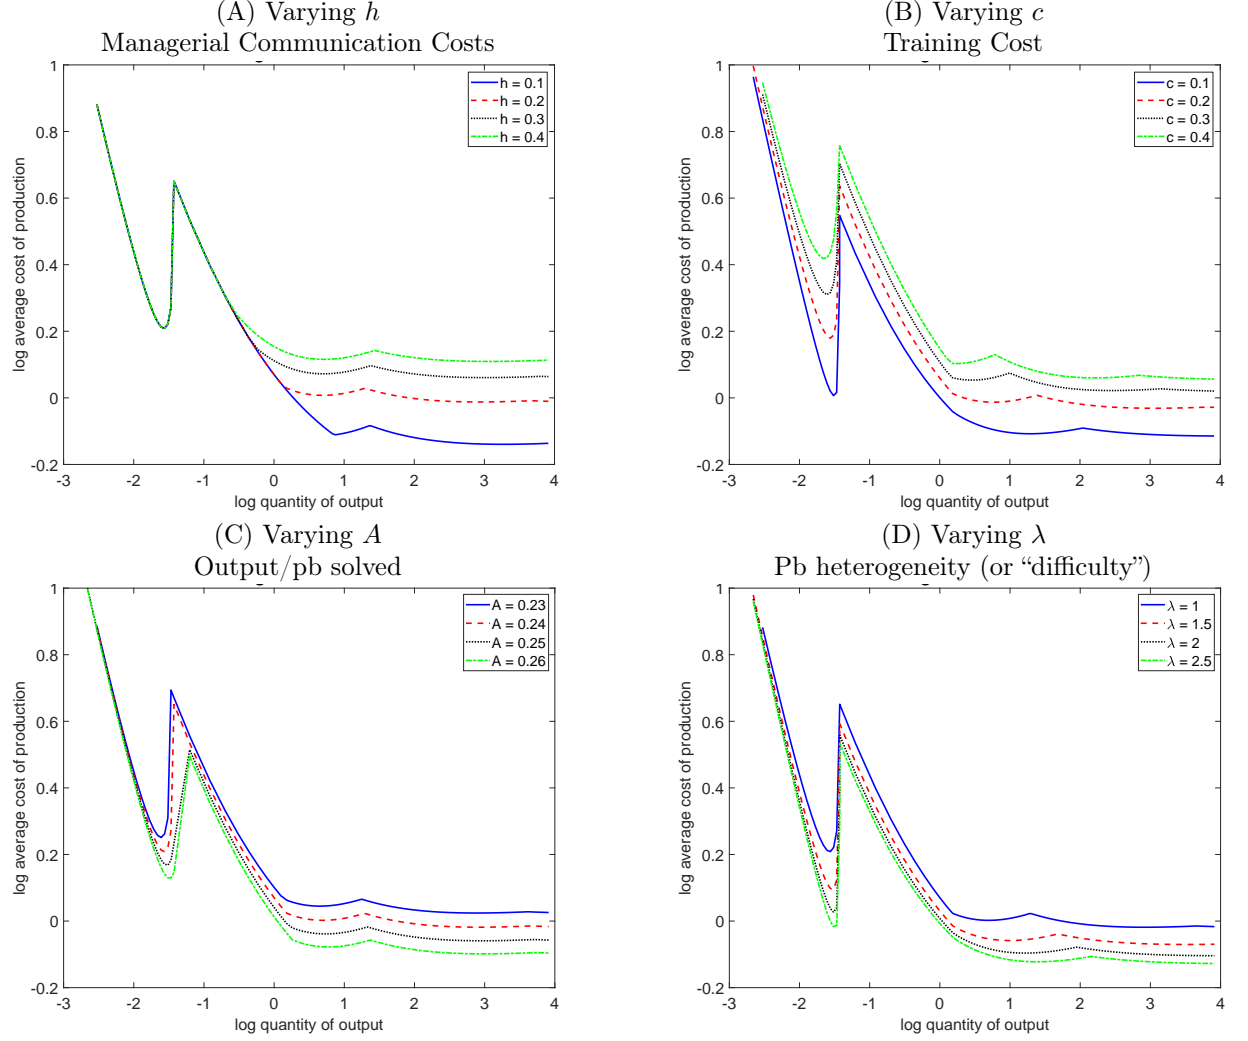 (A) Varying h
Managerial Communication Costs
1
0.8
0.6
0.4
0.2
0
-0.2
log average cost of production
h = 0.1
h = 0.2
h = 0.3
h = 0.4
-3 -2 -1 0 1 2 3 4
log quantity of output
(B) Varying c
Training Cost
1
0.8
0.6
0.4
0.2
0
-0.2
log average cost of production
c = 0.1
c = 0.2
c = 0.3
c = 0.4
-3 -2 -1 0 1 2 3 4
log quantity of output
(C) Varying A
Output/pb solved
1
0.8
0.6
0.4
0.2
0
-0.2
log average cost of production
A = 0.23
A = 0.24
A = 0.25
A = 0.26
-3 -2 -1 0 1 2 3 4
log quantity of output
(D) Varying λ
Pb heterogeneity (or “difficulty”)
1
0.8
0.6
0.4
0.2
0
-0.2
log average cost of production
λ = 1
λ = 1.5
λ = 2
λ = 2.5
-3 -2 -1 0 1 2 3 4
log quantity of output